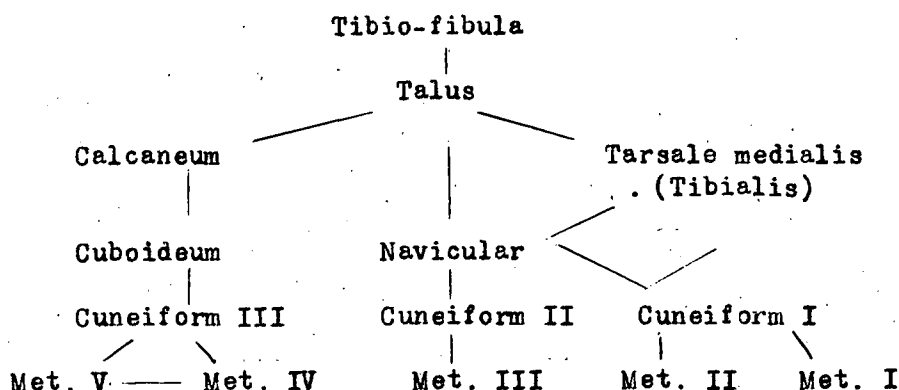 Tibio-fibula
Talus
Calcaneum Tarsale medialis
. (Tibialis)
Cuboideum Navicular
Cuneiform III Cuneiform II Cuneiform I
Met. V Met. IV Met. III Met. II Met. I